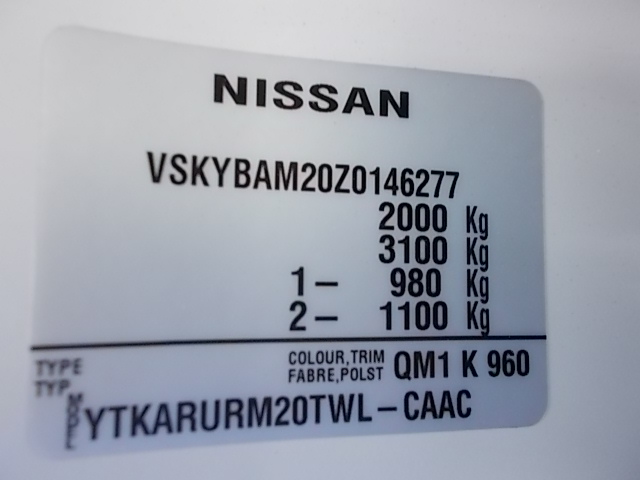 NISSAN
VSKYBAM20Z0146277
2000 Kg
3100 Kg
1– 980 Kg
2– 1100 Kg
TYPE
TYP
COLOUR,TRIM
FABRE,POLST
QM1 K 960
MODEL
YTKARURM20TWL–CAAC